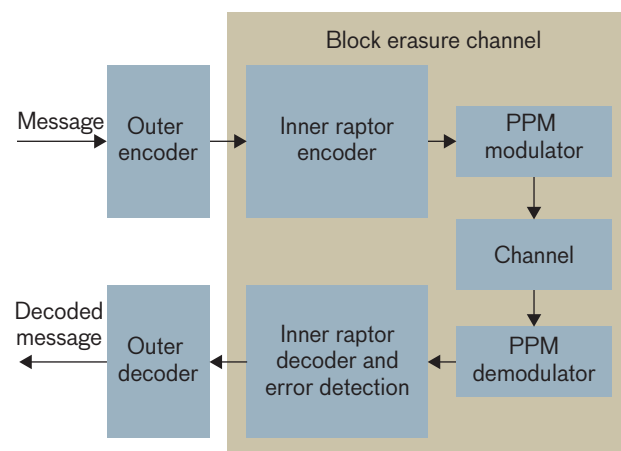 Block erasure channel
Message
Outer
encoder
Inner raptor
encoder
PPM
modulator
Channel
Decoded
message
Outer
decoder
Inner raptor
decoder and
error detection
PPM
demodulator